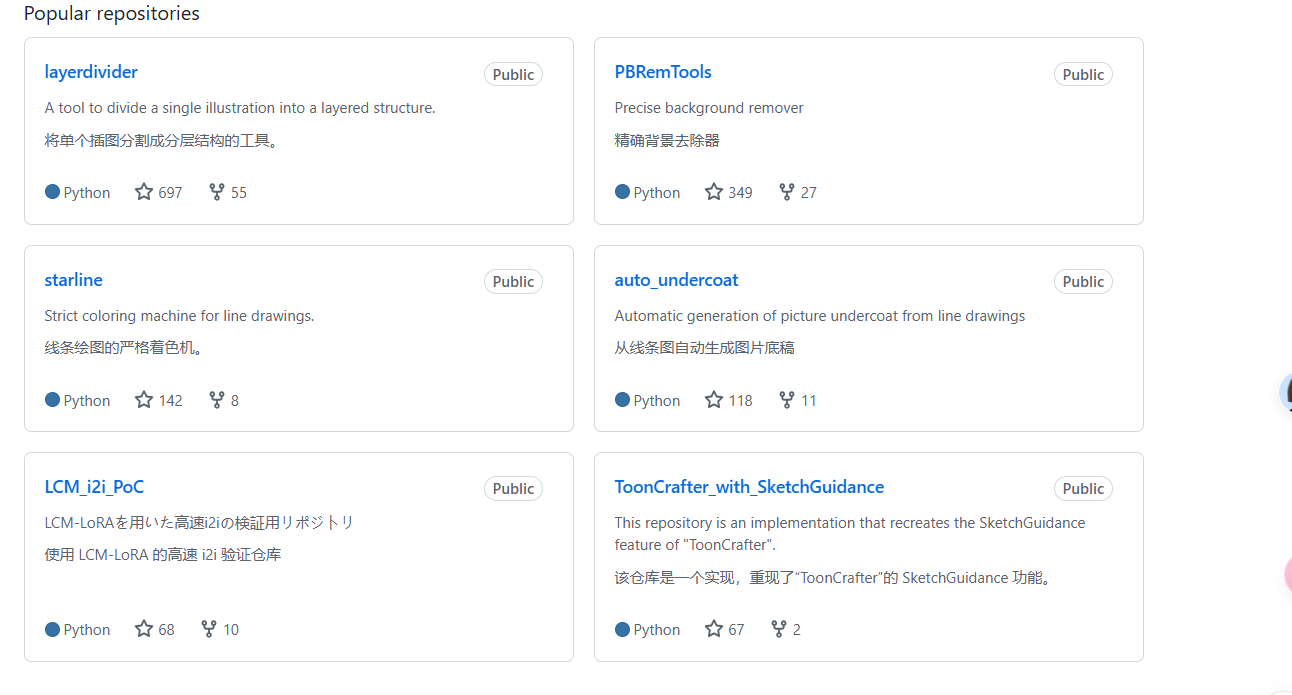 Popular repositories
layerdivider
Public
A tool to divide a single illustration into a layered structure.
将单个插图分割成分层结构的工具。
Python 697 55
PBRemTools
Public
Precise background remover
精确背景去除器
Python 349 27
starline
Public
Strict coloring machine for line drawings.
线条绘图的严格着色机。
Python 142 8
auto_undercoat
Public
Automatic generation of picture undercoat from line drawings
从线条图自动生成图片底稿
Python 118 11
LCM_i2i_PoC
Public
LCM-LoRAを用いた高速i2iの検証用リポジトリ
使用 LCM-LoRA 的高速 i2i 验证仓库
Python 68 10
ToonCrafter_with_SketchGuidance
Public
This repository is an implementation that recreates the SketchGuidance
feature of "ToonCrafter".
该仓库是一个实现，重现了“ToonCrafter”的 SketchGuidance 功能。
Python 67 2